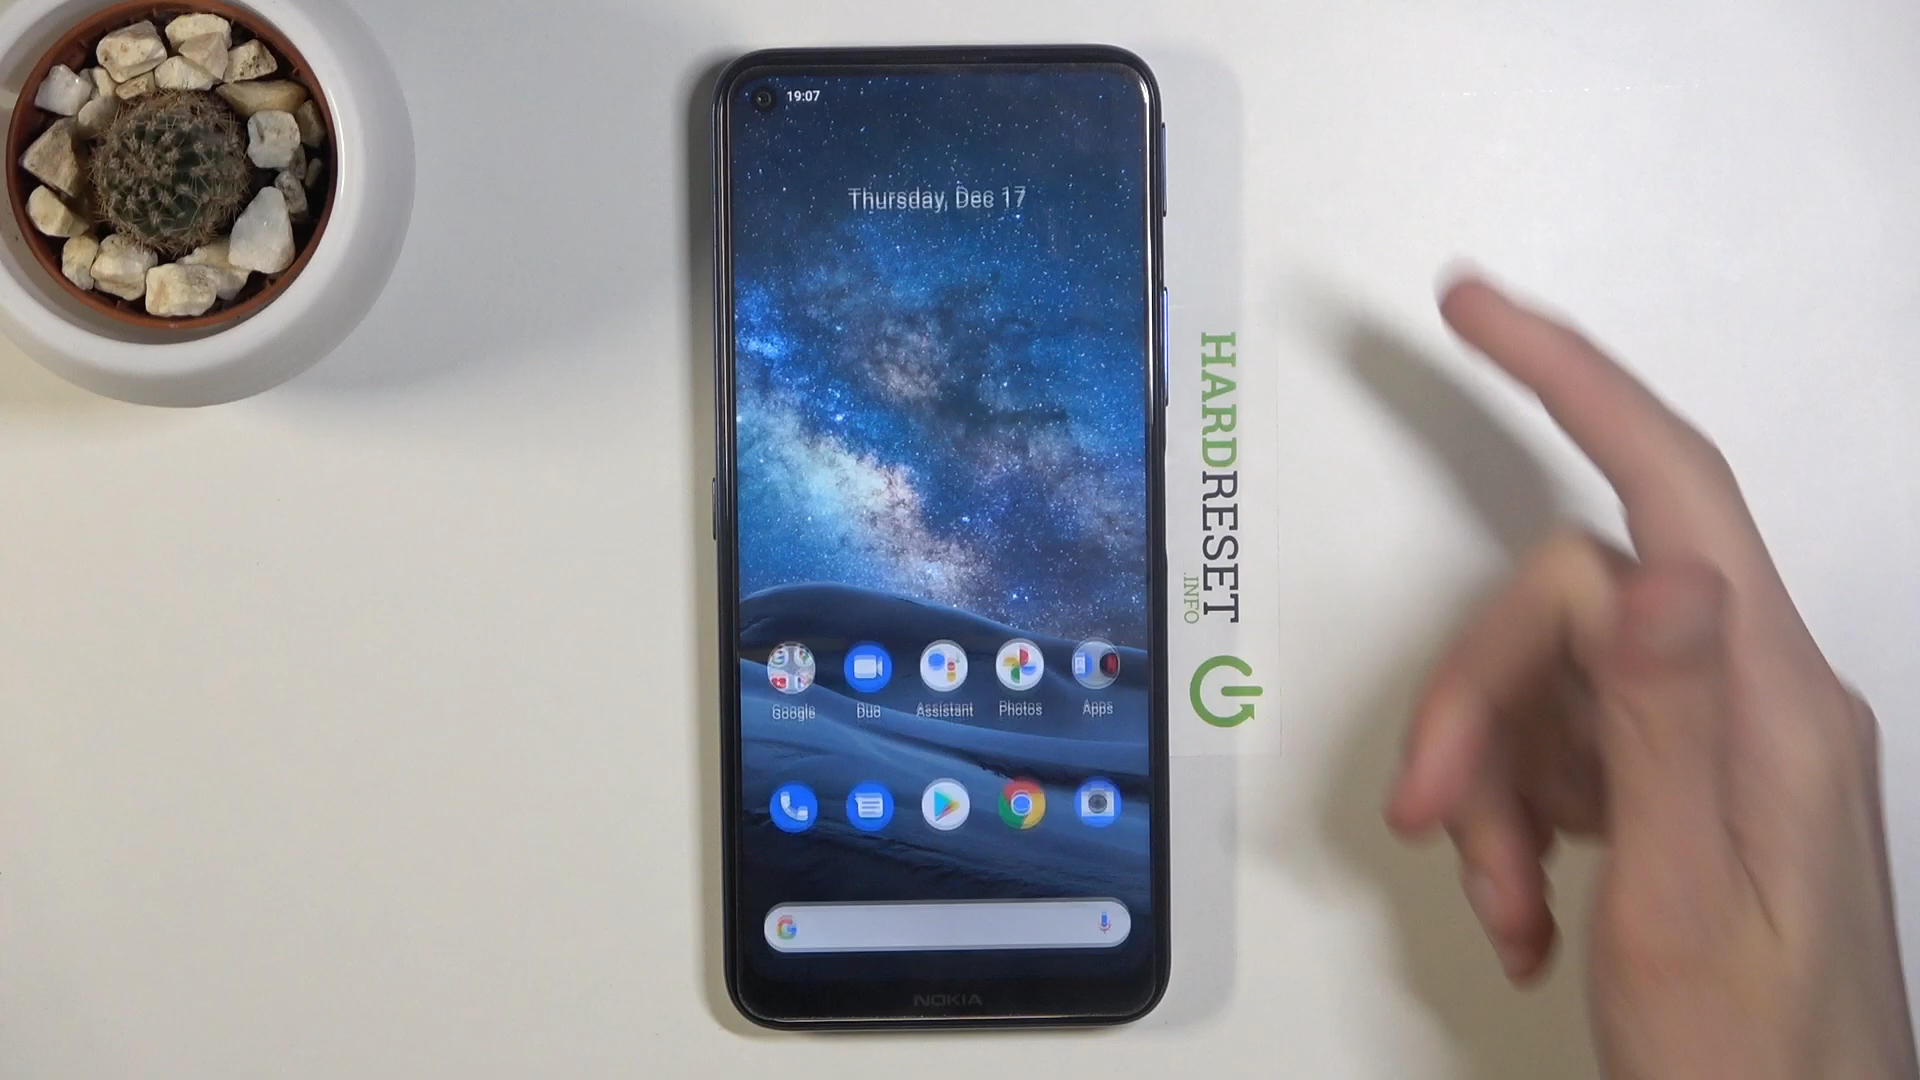 19:07
Thursday, Dec 17
Google
Duo
Assistant
Photos
Apps
NOKIA
HARDRESET
.INFO